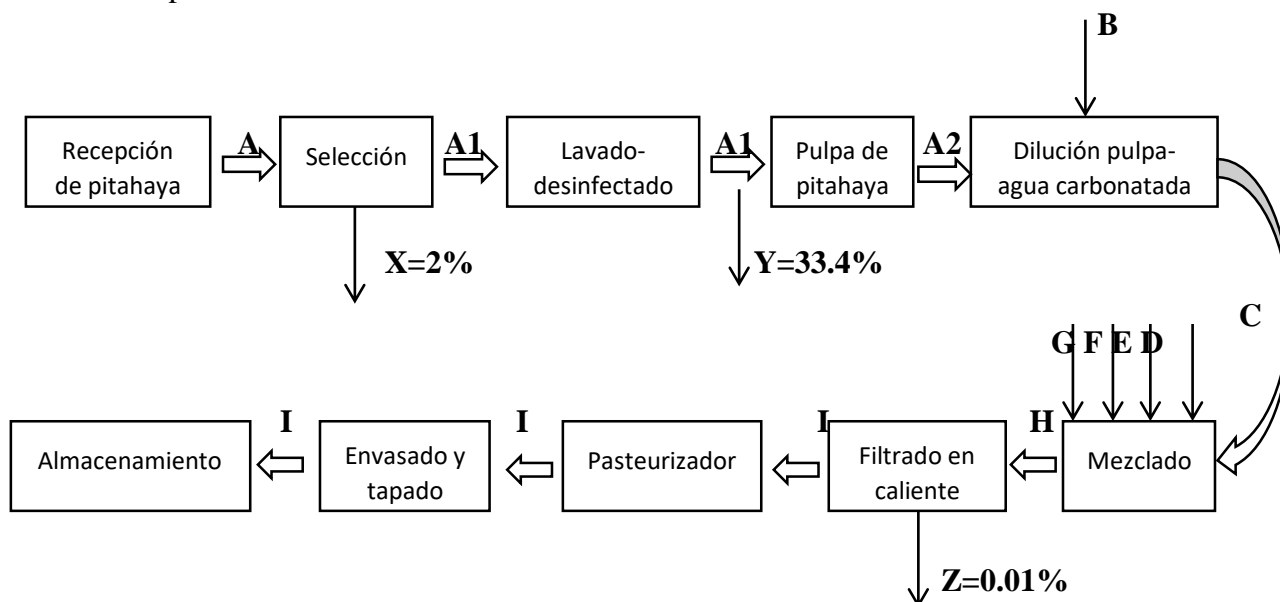 B
Recepción
de pitahaya
A
Selección
A1
Lavado-
desinfectado
A1
Pulpa de
pitahaya
A2
Dilución pulpa-
agua carbonatada
X=2%
Y=33.4%
C
G F E D
Almacenamiento
I
Envasado y
tapado
I
Pasteurizador
I
Filtrado en
caliente
H
Mezclado
Z=0.01%